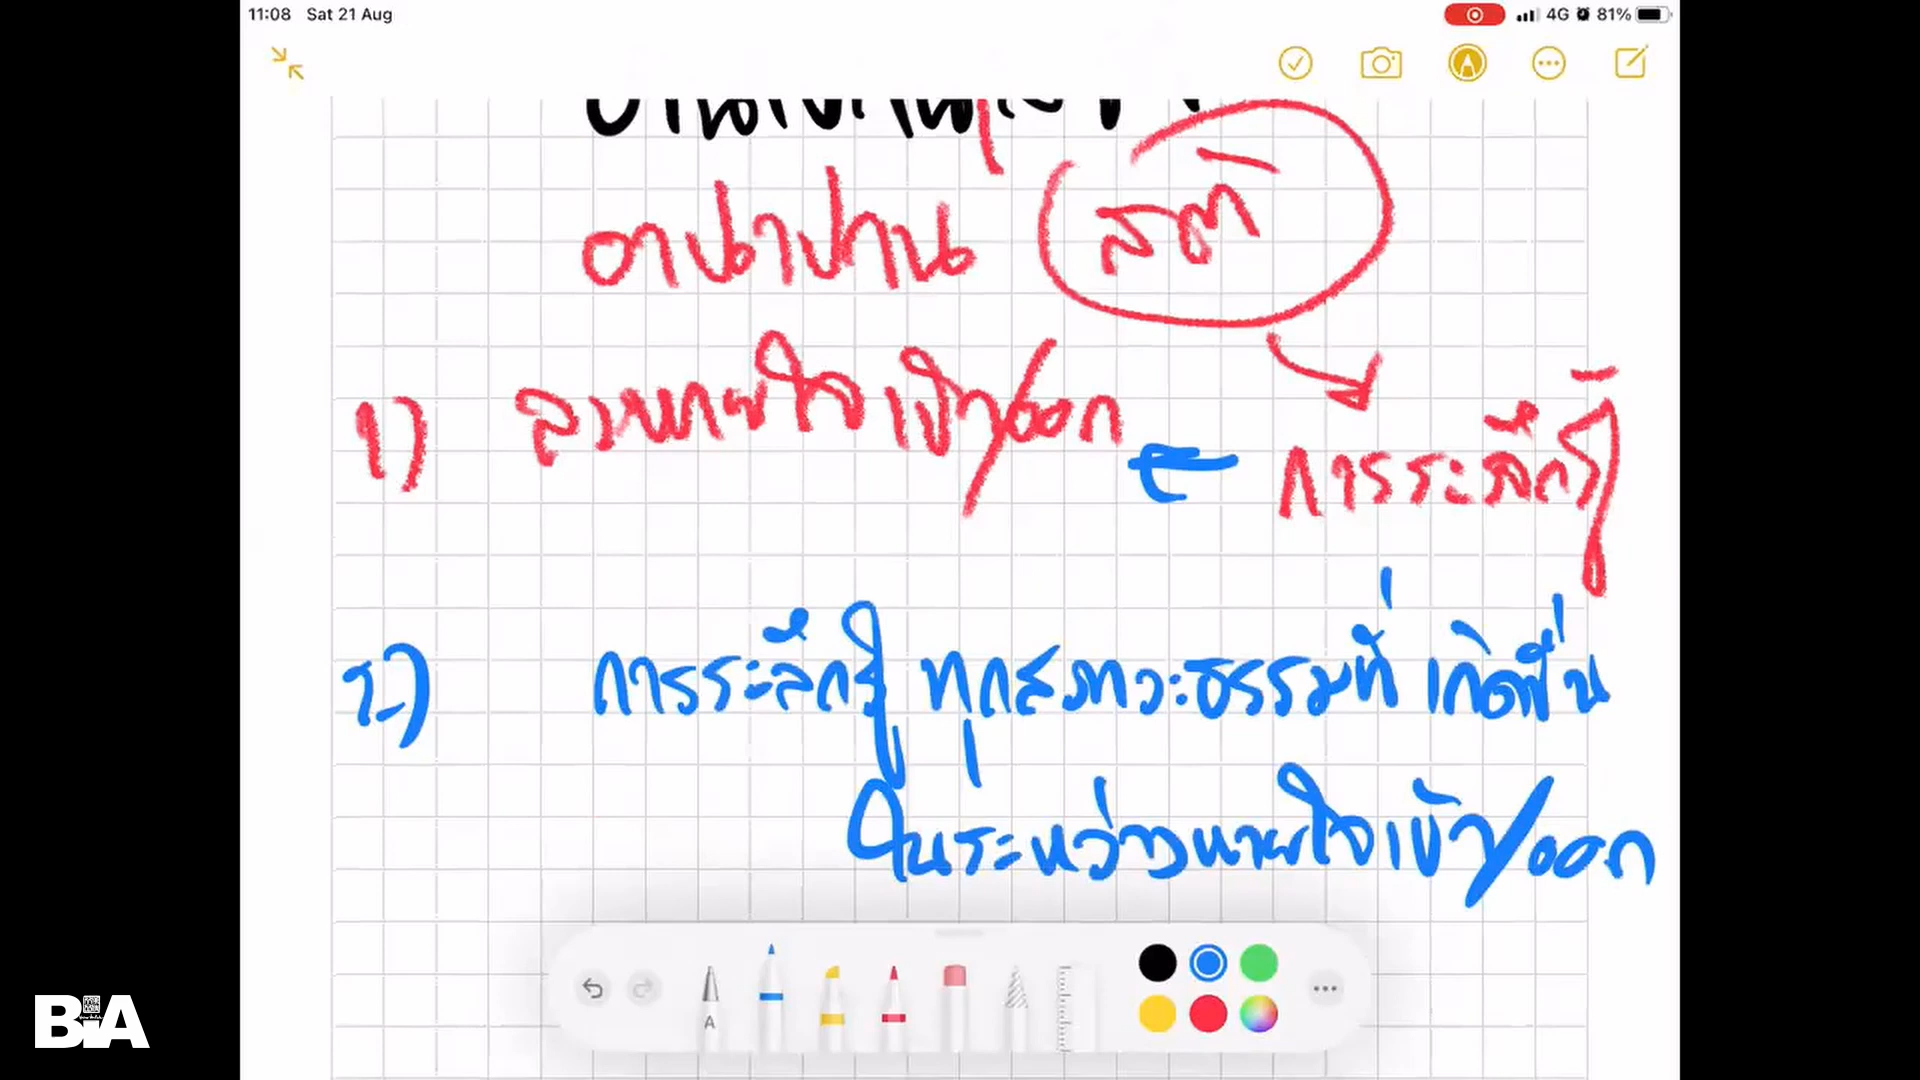 11:08 Sat 21 Aug 4G 81%
อานาปาน สติ
1) ลมหายใจเข้า/ออก ← การระลึกรู้
2) การระลึกรู้ ทุกสภาวะธรรมที่ เกิดขึ้น
ในระหว่างหายใจเข้า/ออก
A
BIA